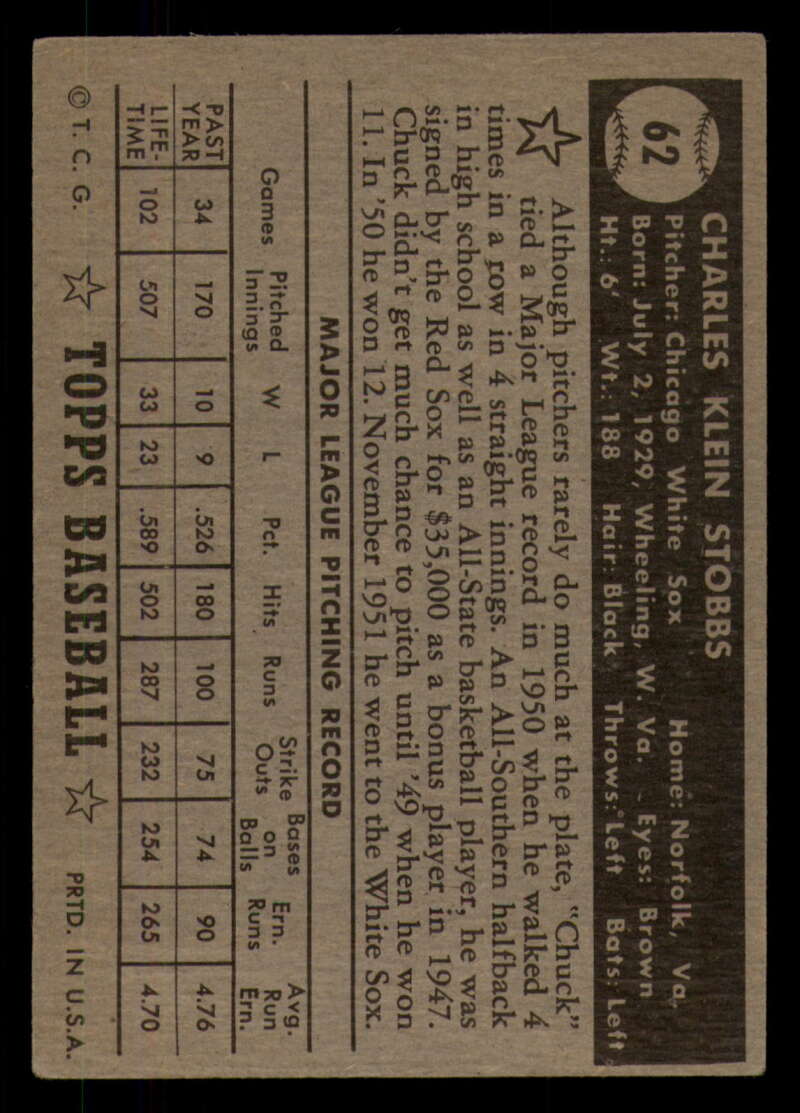 62
CHARLES KLEIN STOBBS
Pitcher: Chicago White Sox Home: Norfolk, Va.
Born: July 2, 1929, Wheeling, W. Va. Eyes: Brown
Ht.: 6' Wt.: 188 Hair: Black Throws: Left Bats: Left
Although pitchers rarely do much at the plate, “Chuck”
tied a Major League record in 1950 when he walked 4
times in a row in 4 straight innings. An All-Southern halfback
in high school as well as an All-State basketball player, he was
signed by the Red Sox for $35,000 as a bonus player in 1947.
Chuck didn't get much chance to pitch until '49 when he won
11. In '50 he won 12. November 1951 he went to the White Sox.
MAJOR LEAGUE PITCHING RECORD
Games Pitched Innings W L Pct. Hits Runs Strike Outs Bases on Balls Ern. Runs Avg. Run Ern.
PAST YEAR 34 170 10 9 .526 180 100 75 74 90 4.76
LIFE-TIME 102 507 33 23 .589 502 287 232 254 265 4.70
© T. C. G. TOPPS BASEBALL PRTD. IN U.S.A.